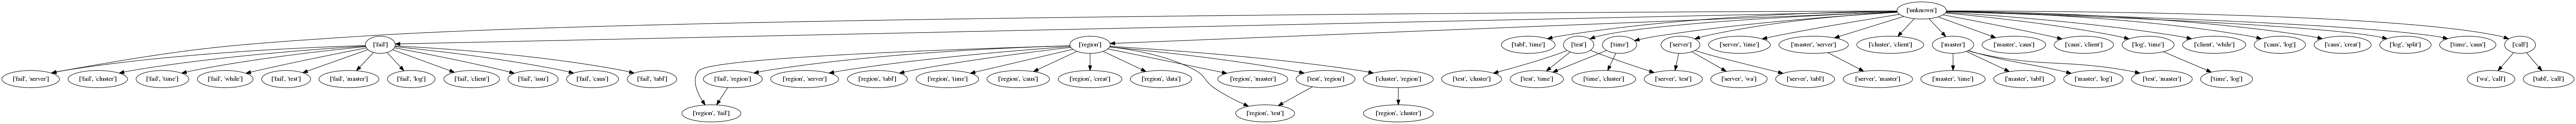 ['unknown']
['fail']
['region']
['tabl', 'time']
['test']
['time']
['server']
['server', 'time']
['master', 'server']
['cluster', 'client']
['master']
['master', 'caus']
['caus', 'client']
['log', 'time']
['client', 'while']
['caus', 'log']
['caus', 'creat']
['log', 'split']
['time', 'caus']
['call']
['fail', 'server']
['fail', 'cluster']
['fail', 'time']
['fail', 'while']
['fail', 'test']
['fail', 'master']
['fail', 'log']
['fail', 'client']
['fail', 'issu']
['fail', 'caus']
['fail', 'tabl']
['fail', 'region']
['region', 'server']
['region', 'tabl']
['region', 'time']
['region', 'caus']
['region', 'creat']
['region', 'data']
['region', 'master']
['test', 'region']
['cluster', 'region']
['test', 'cluster']
['test', 'time']
['time', 'cluster']
['server', 'test']
['server', 'wa']
['server', 'tabl']
['server', 'master']
['master', 'time']
['master', 'tabl']
['master', 'log']
['test', 'master']
['time', 'log']
['wa', 'call']
['tabl', 'call']
['region', 'fail']
['region', 'test']
['region', 'cluster']